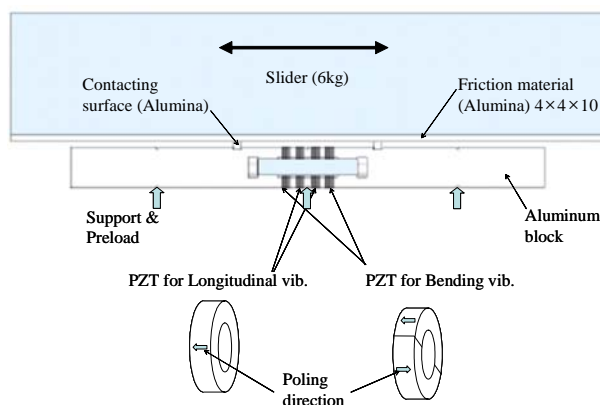 Slider (6kg)
Contacting
surface (Alumina)
Friction material
(Alumina) 4×4×10
Support &
Preload
Aluminum
block
PZT for Longitudinal vib.
PZT for Bending vib.
Poling
direction